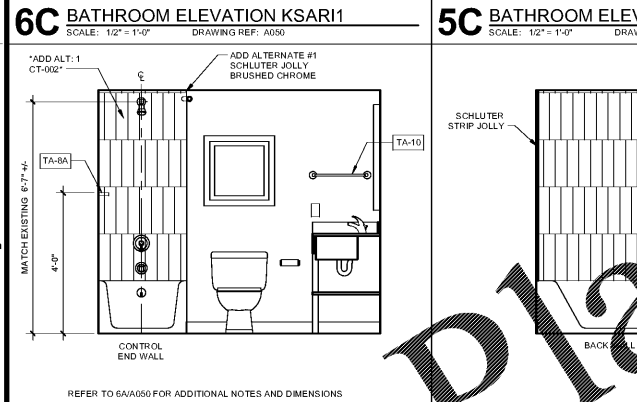 6C BATHROOM ELEVATION KSARI1
SCALE: 1/2" = 1'-0" DRAWING REF: A050
"ADD ALT: 1
CT-002"
ADD ALTERNATE #1
SCHLUTER JOLLY
BRUSHED CHROME
TA-8A
TA-10
MATCH EXISTING 6'-7" +/-
4'-0"
CONTROL
END WALL
REFER TO 6A/A050 FOR ADDITIONAL NOTES AND DIMENSIONS
5C BATHROOM ELEV
SCALE: 1/2" = 1'-0" DRAW
SCHLUTER
STRIP JOLLY
BACK WALL
Pla